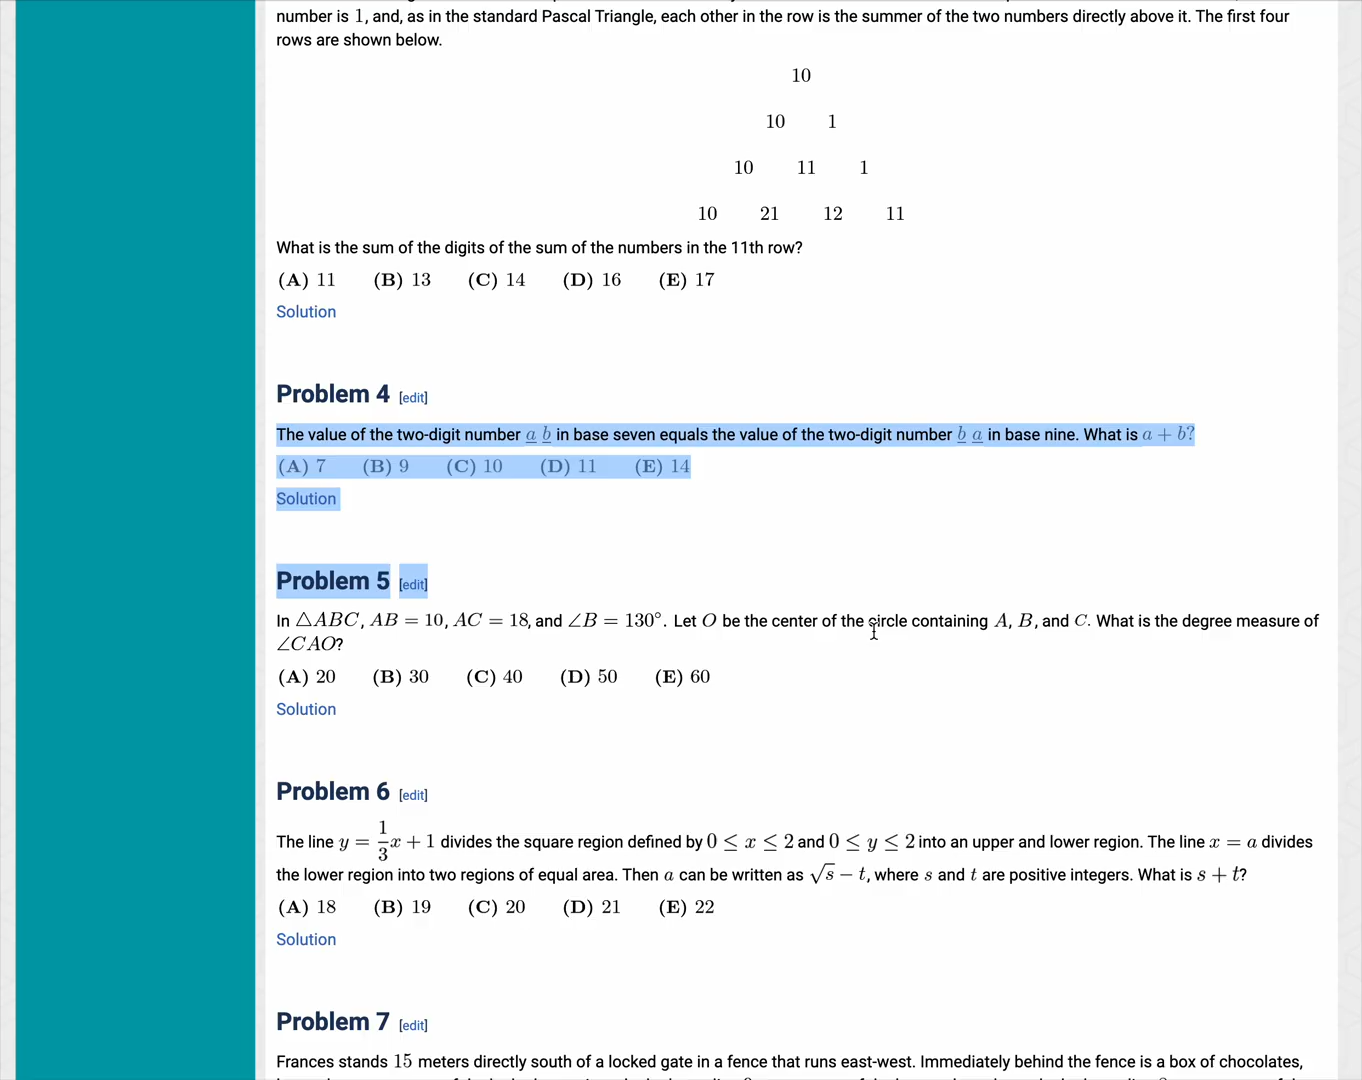 number is 1, and, as in the standard Pascal Triangle, each other in the row is the summer of the two numbers directly above it. The first four
rows are shown below.
10
10 1
10 11 1
10 21 12 11
What is the sum of the digits of the sum of the numbers in the 11th row?
(A) 11 (B) 13 (C) 14 (D) 16 (E) 17
Solution
Problem 4 [edit]
The value of the two-digit number a b in base seven equals the value of the two-digit number b a in base nine. What is a + b?
(A) 7 (B) 9 (C) 10 (D) 11 (E) 14
Solution
Problem 5 [edit]
In △ABC, AB = 10, AC = 18, and ∠B = 130°. Let O be the center of the circle containing A, B, and C. What is the degree measure of
∠CAO?
(A) 20 (B) 30 (C) 40 (D) 50 (E) 60
Solution
Problem 6 [edit]
The line y = 1/3 x + 1 divides the square region defined by 0 ≤ x ≤ 2 and 0 ≤ y ≤ 2 into an upper and lower region. The line x = a divides
the lower region into two regions of equal area. Then a can be written as √s − t, where s and t are positive integers. What is s + t?
(A) 18 (B) 19 (C) 20 (D) 21 (E) 22
Solution
Problem 7 [edit]
Frances stands 15 meters directly south of a locked gate in a fence that runs east-west. Immediately behind the fence is a box of chocolates,